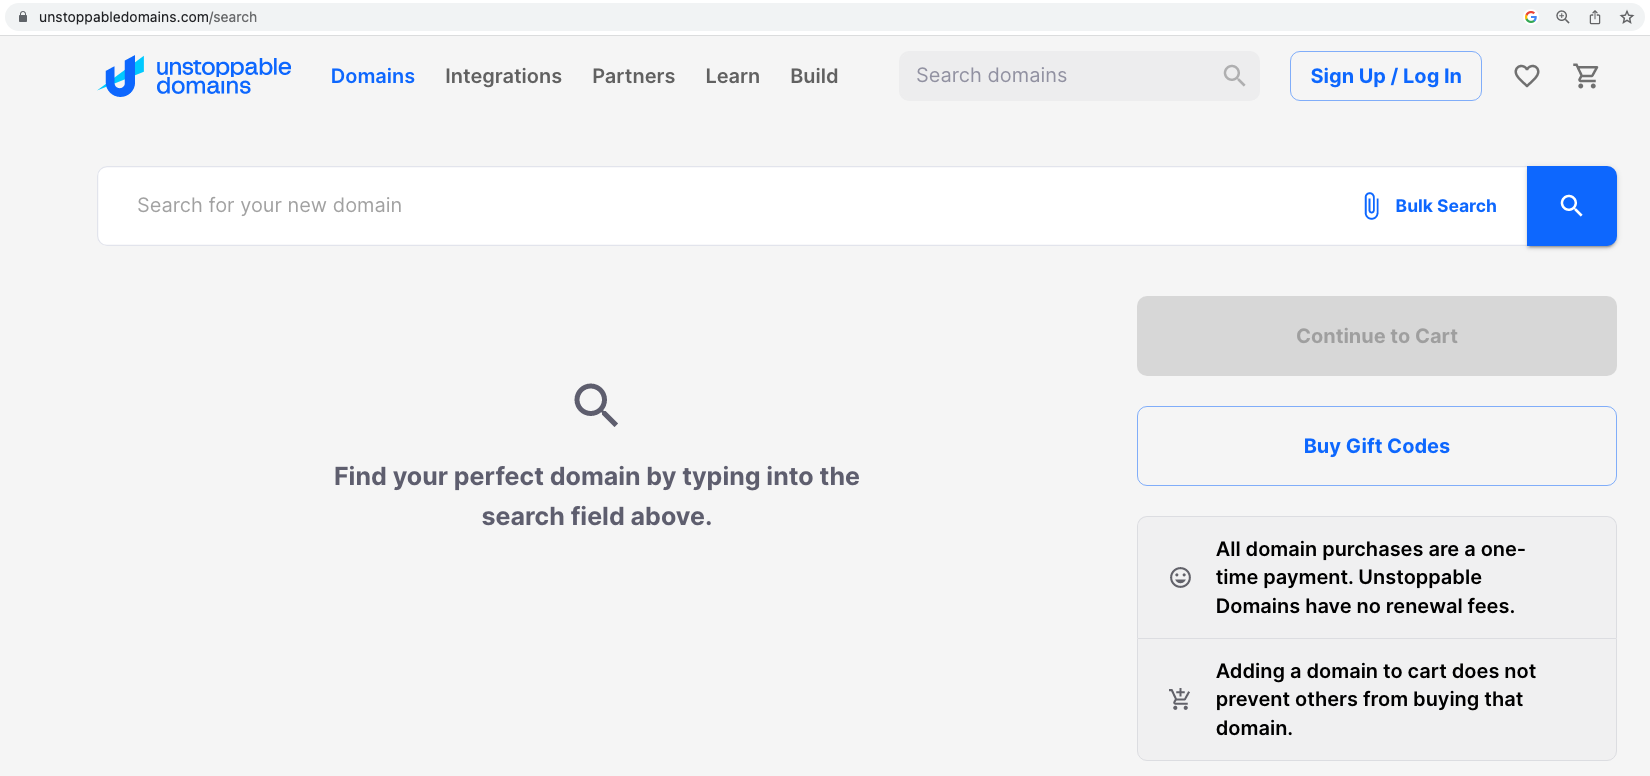 unstoppabledomains.com/search
unstoppable
domains
Domains
Integrations
Partners
Learn
Build
Search domains
Sign Up / Log In
Search for your new domain
Bulk Search
Continue to Cart
Buy Gift Codes
Find your perfect domain by typing into the
search field above.
All domain purchases are a one-
time payment. Unstoppable
Domains have no renewal fees.
Adding a domain to cart does not
prevent others from buying that
domain.